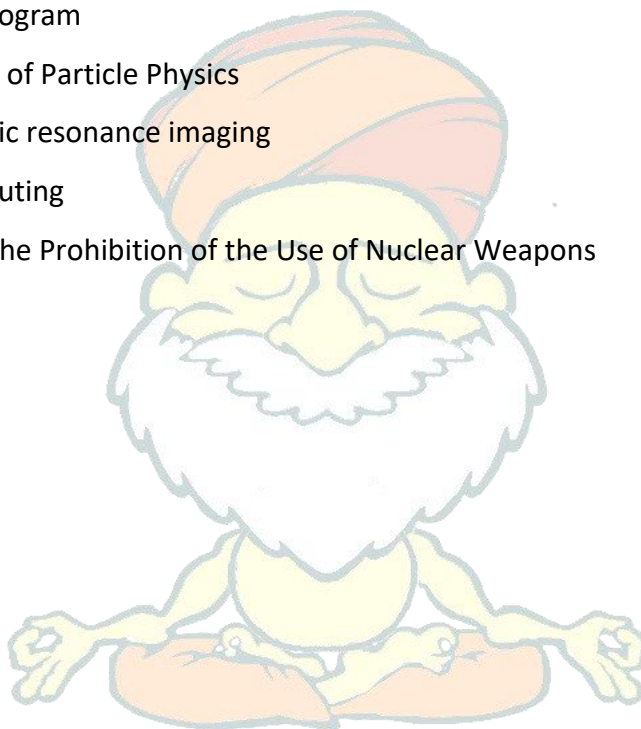 ogram
of Particle Physics
ic resonance imaging
uting
he Prohibition of the Use of Nuclear Weapons